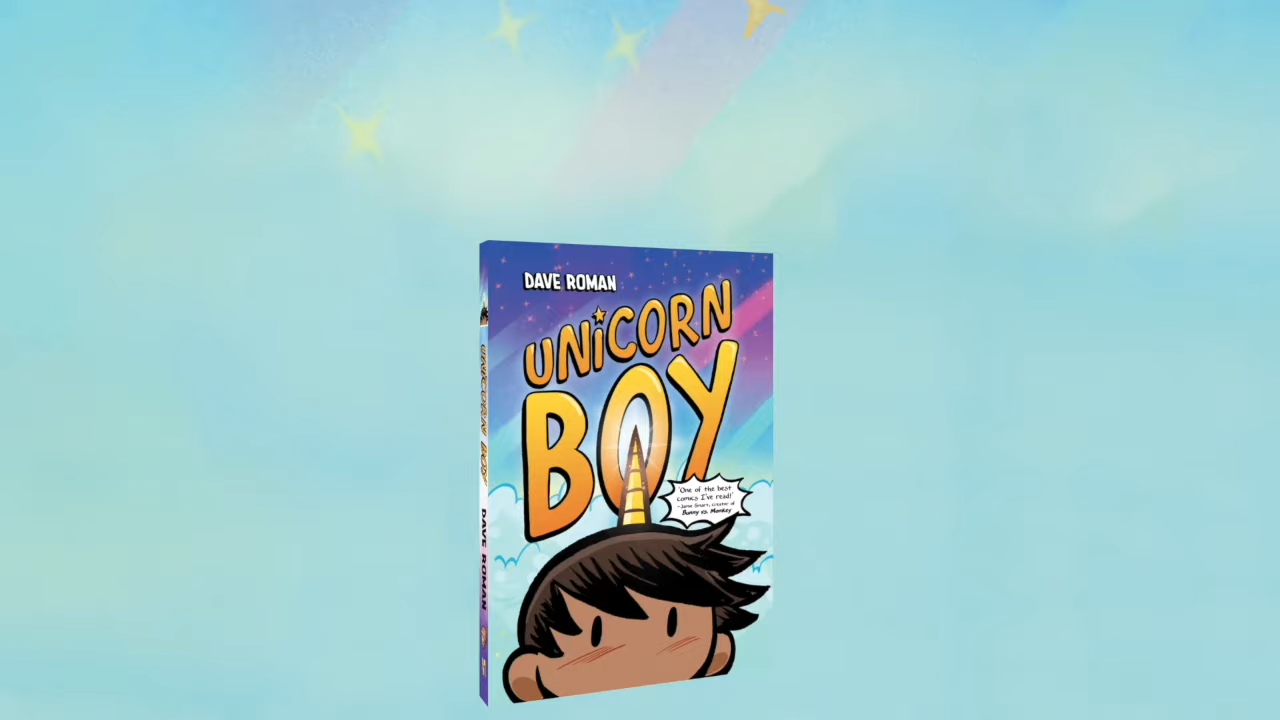 DAVE ROMAN
UNiCORN
BOY
"One of the best
comics I've read!"
-Jamie Smart, creator of
Bunny vs. Monkey
UNiCORN BOY DAVE ROMAN